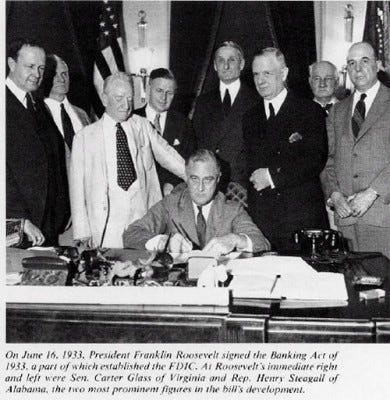 On June 16, 1933, President Franklin Roosevelt signed the Banking Act of
1933, a part of which established the FDIC. At Roosevelt's immediate right
and left were Sen. Carter Glass of Virginia and Rep. Henry Steagall of
Alabama, the two most prominent figures in the bill's development.